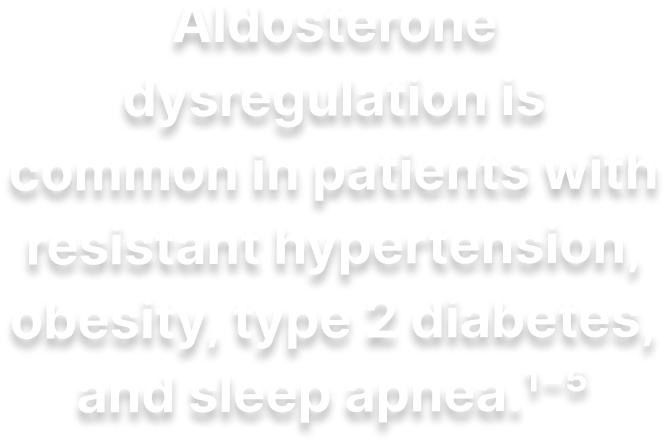 Aldosterone
dysregulation is
common in patients with
resistant hypertension,
obesity, type 2 diabetes,
and sleep apnea.¹⁻⁵